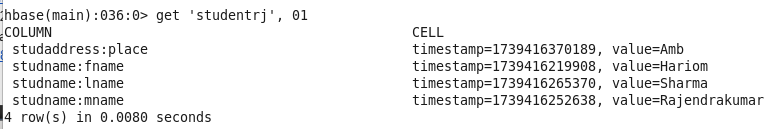 hbase(main):036:0> get 'studentrj', 01
COLUMN CELL
studaddress:place timestamp=1739416370189, value=Amb
studname:fname timestamp=1739416219908, value=Hariom
studname:lname timestamp=1739416265370, value=Sharma
studname:mname timestamp=1739416252638, value=Rajendrakumar
4 row(s) in 0.0080 seconds